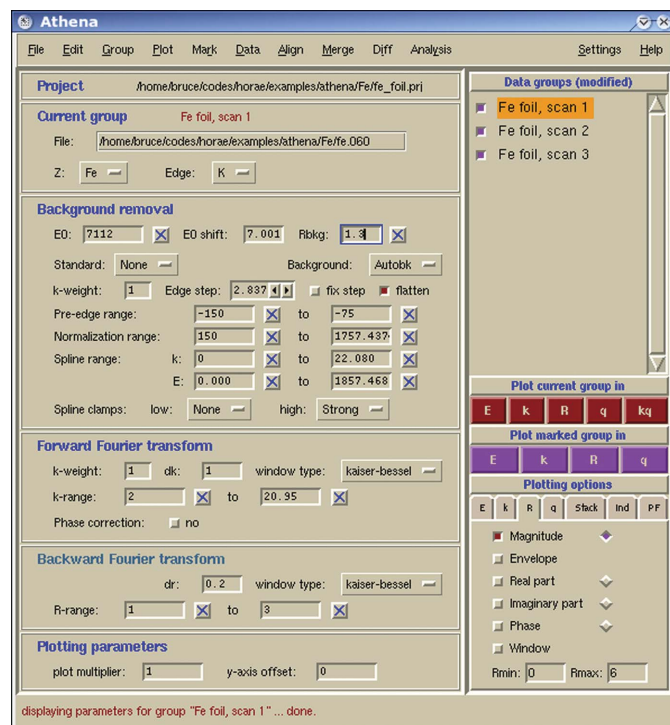 Athena
File Edit Group Plot Mark Data Align Merge Diff Analysis Settings Help
Project /home/bruce/codes/horae/examples/athena/Fe/fe_foil.prj
Current group Fe foil, scan 1
File: /home/bruce/codes/horae/examples/athena/Fe/fe.060
Z: Fe Edge: K
Background removal
E0: 7112 E0 shift: 7.001 Rbkg: 1.3
Standard: None Background: Autobk
k-weight: 1 Edge step: 2.837 fix step flatten
Pre-edge range: -150 to -75
Normalization range: 150 to 1757.437
Spline range: k: 0 to 22.080
E: 0.000 to 1857.468
Spline clamps: low: None high: Strong
Forward Fourier transform
k-weight: 1 dk: 1 window type: kaiser-bessel
k-range: 2 to 20.95
Phase correction: no
Backward Fourier transform
dr: 0.2 window type: kaiser-bessel
R-range: 1 to 3
Plotting parameters
plot multiplier: 1 y-axis offset: 0
displaying parameters for group "Fe foil, scan 1" ... done.
Data groups (modified)
Fe foil, scan 1
Fe foil, scan 2
Fe foil, scan 3
Plot current group in
E k R q kq
Plot marked group in
E k R q
Plotting options
E k R q Stack Ind PF
Magnitude
Envelope
Real part
Imaginary part
Phase
Window
Rmin: 0 Rmax: 6